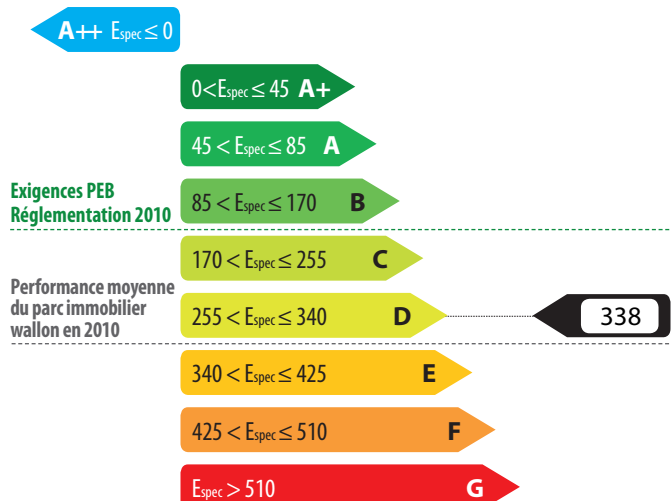 A++ Espec ≤ 0
0<Espec ≤ 45 A+
45 < Espec ≤ 85 A
Exigences PEB
Réglementation 2010
85 < Espec ≤ 170 B
170 < Espec ≤ 255 C
Performance moyenne
du parc immobilier
wallon en 2010
255 < Espec ≤ 340 D
338
340 < Espec ≤ 425 E
425 < Espec ≤ 510 F
Espec > 510 G